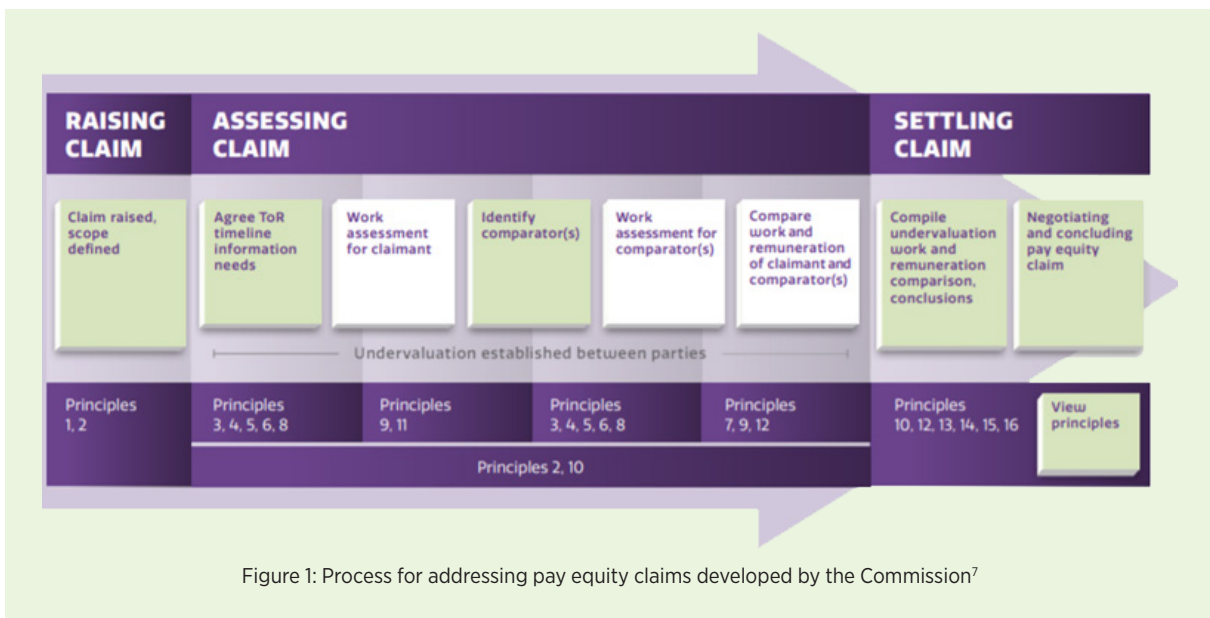 RAISING
CLAIM
ASSESSING
CLAIM
SETTLING
CLAIM
Claim raised,
scope
defined
Agree ToR
timeline
information
needs
Work
assessment
for claimant
Identify
comparator(s)
Work
assessment for
comparator(s)
Compare
work and
remuneration
of claimant and
comparator(s)
Compile
undervaluation
work and
remuneration
comparison,
conclusions
Negotiating
and concluding
pay equity
claim
Undervaluation established between parties
Principles
1, 2
Principles
3, 4, 5, 6, 8
Principles
9, 11
Principles
3, 4, 5, 6, 8
Principles
7, 9, 12
Principles
10, 12, 13, 14, 15, 16
View
principles
Principles 2, 10
Figure 1: Process for addressing pay equity claims developed by the Commission⁷